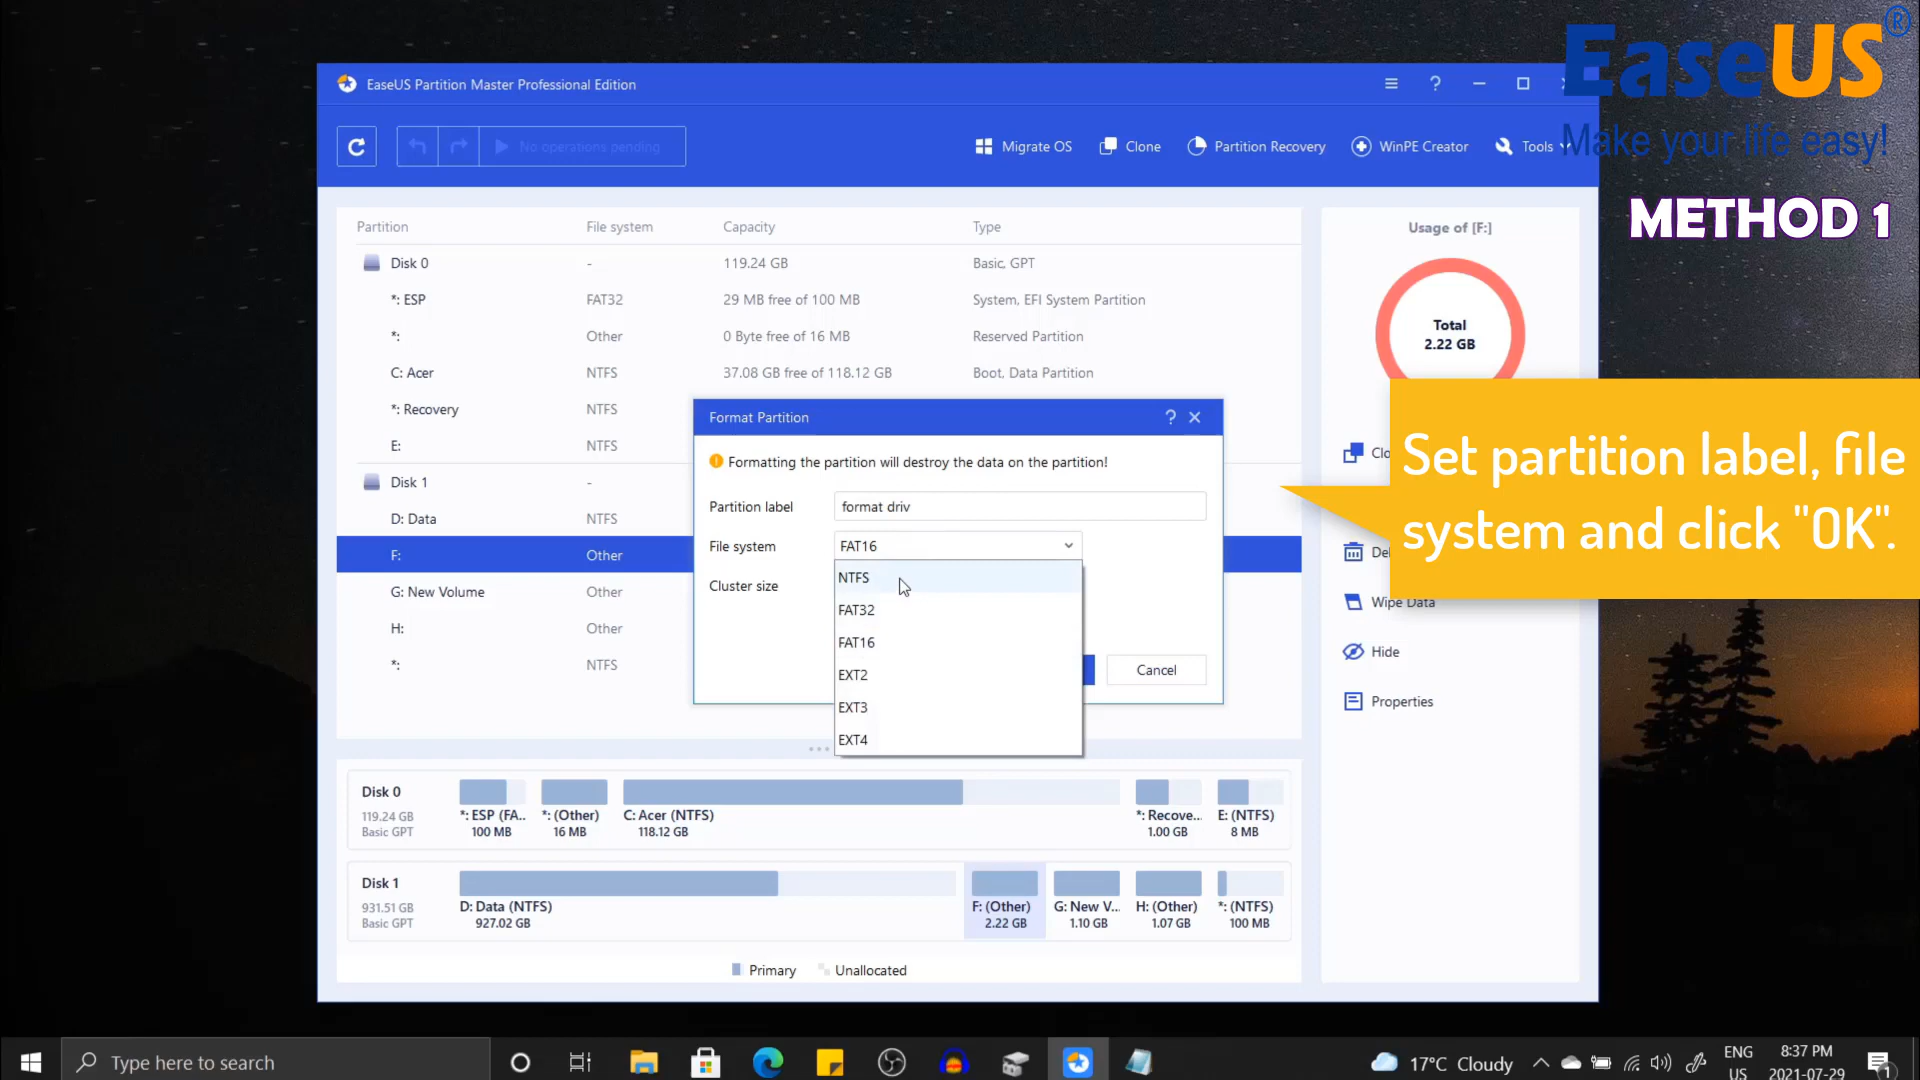 EaseUS®
Make your life easy!
METHOD 1
EaseUS Partition Master Professional Edition
?
No operations pending
Migrate OS
Clone
Partition Recovery
WinPE Creator
Tools
Partition File system Capacity Type
Disk 0 - 119.24 GB Basic, GPT
*: ESP FAT32 29 MB free of 100 MB System, EFI System Partition
*: Other 0 Byte free of 16 MB Reserved Partition
C: Acer NTFS 37.08 GB free of 118.12 GB Boot, Data Partition
*: Recovery NTFS
E: NTFS
Disk 1 -
D: Data NTFS
F: Other
G: New Volume Other
H: Other
*: NTFS
Format Partition
?
Formatting the partition will destroy the data on the partition!
Partition label format driv
File system FAT16
Cluster size
NTFS
FAT32
FAT16
EXT2
EXT3
EXT4
Cancel
Usage of [F:]
Total
2.22 GB
Set partition label, file
system and click "OK".
Clo
De
Wipe Data
Hide
Properties
Disk 0
119.24 GB
Basic GPT
*: ESP (FA..
100 MB
*: (Other)
16 MB
C: Acer (NTFS)
118.12 GB
*: Recove...
1.00 GB
E: (NTFS)
8 MB
Disk 1
931.51 GB
Basic GPT
D: Data (NTFS)
927.02 GB
F: (Other)
2.22 GB
G: New V...
1.10 GB
H: (Other)
1.07 GB
*: (NTFS)
100 MB
Primary
Unallocated
Type here to search
17°C Cloudy
ENG
US
8:37 PM
2021-07-29
1